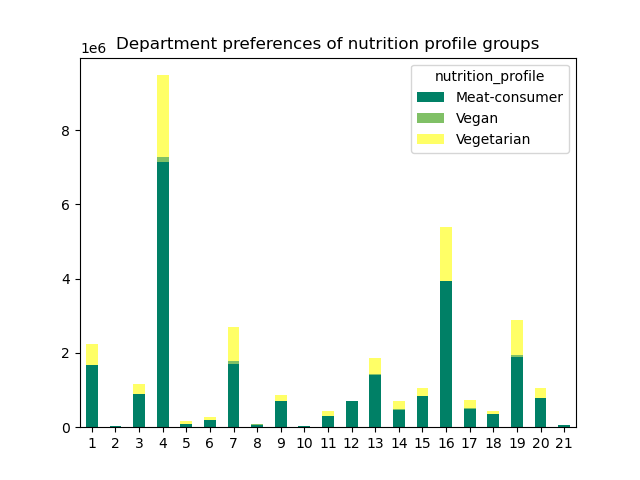 Department preferences of nutrition profile groups
1e6
nutrition_profile
Meat-consumer
Vegan
Vegetarian
8
6
4
2
0
1 2 3 4 5 6 7 8 9 10 11 12 13 14 15 16 17 18 19 20 21